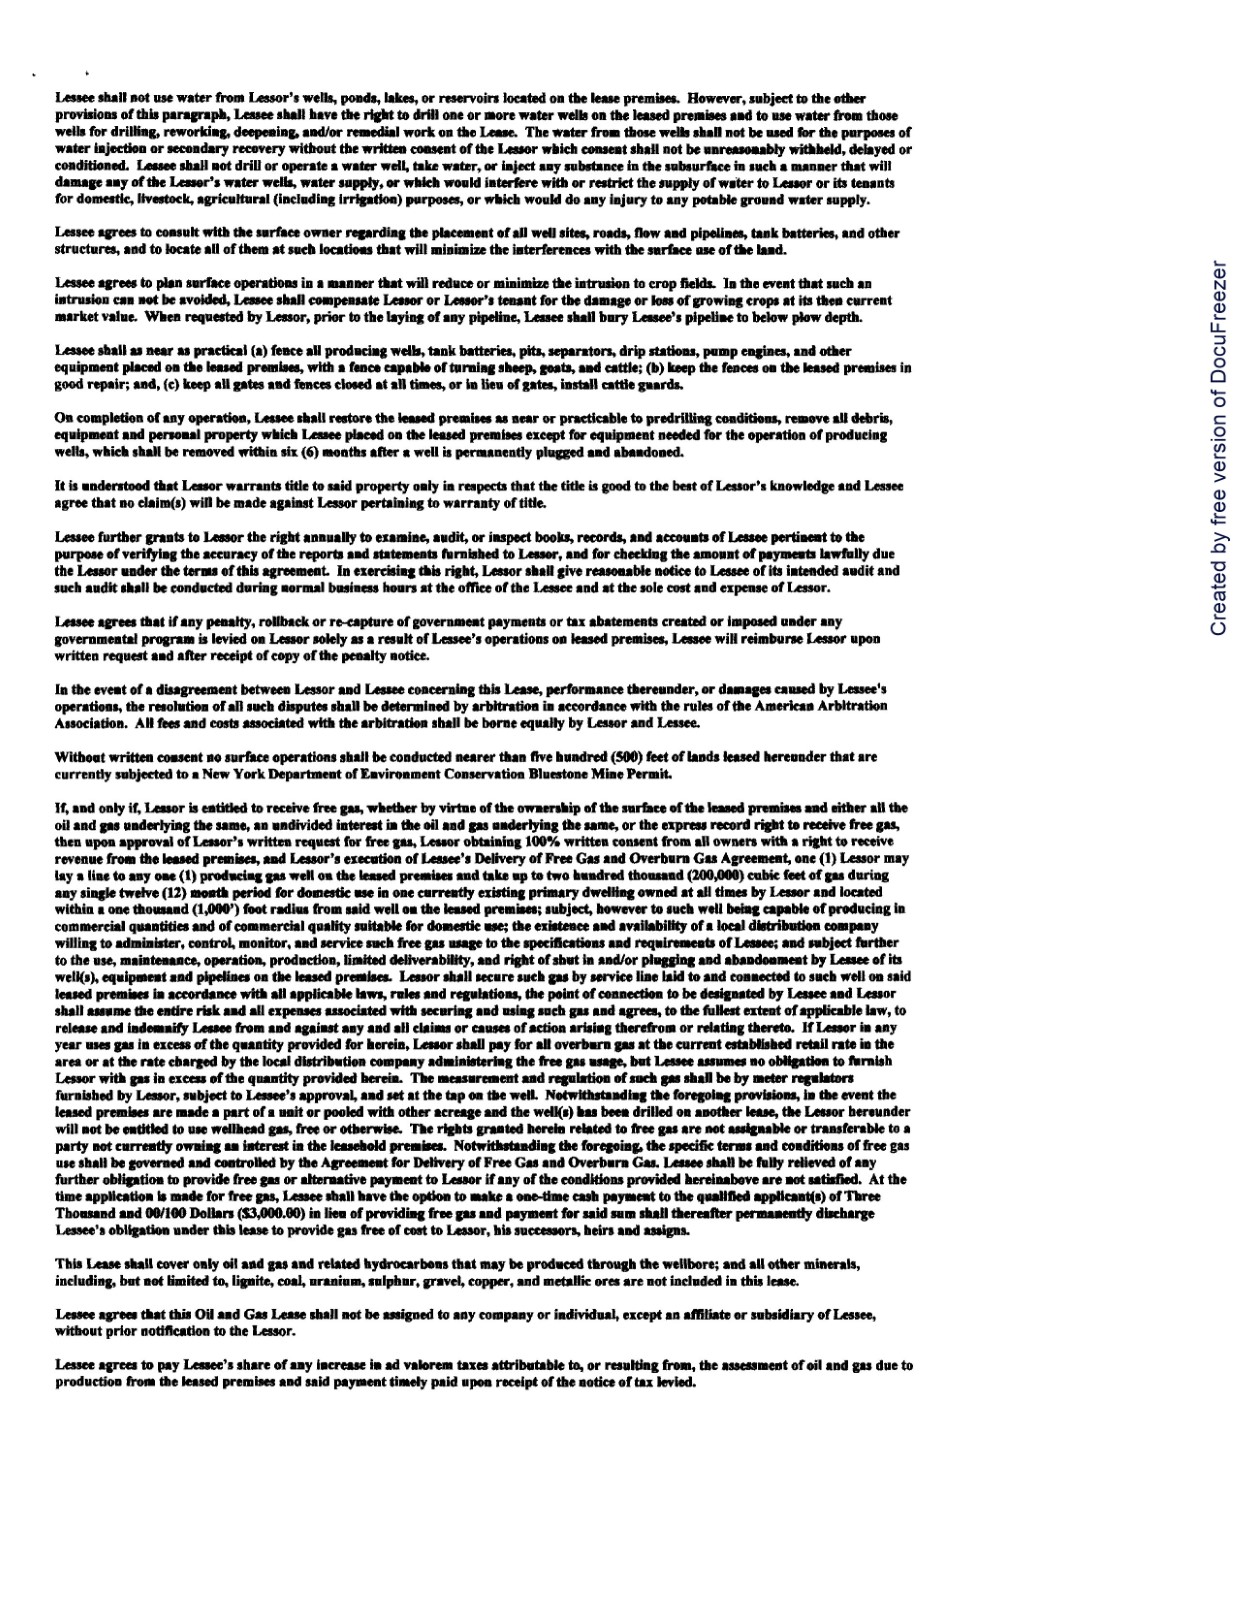 Lessee shall not use water from Lessor's wells, ponds, lakes, or reservoirs located on the lease premises. However, subject to the other
provisions of this paragraph, Lessee shall have the right to drill one or more water wells on the leased premises and to use water from those
wells for drilling, reworking, deepening, and/or remedial work on the Lease. The water from those wells shall not be used for the purposes of
water injection or secondary recovery without the written consent of the Lessor which consent shall not be unreasonably withheld, delayed or
conditioned. Lessee shall not drill or operate a water well, take water, or inject any substance in the subsurface in such a manner that will
damage any of the Lessor's water wells, water supply, or which would interfere with or restrict the supply of water to Lessor or its tenants
for domestic, livestock, agricultural (including irrigation) purposes, or which would do any injury to any potable ground water supply.
Lessee agrees to consult with the surface owner regarding the placement of all well sites, roads, flow and pipelines, tank batteries, and other
structures, and to locate all of them at such locations that will minimize the interferences with the surface use of the land.
Lessee agrees to plan surface operations in a manner that will reduce or minimize the intrusion to crop fields. In the event that such an
intrusion can not be avoided, Lessee shall compensate Lessor or Lessor's tenant for the damage or loss of growing crops at its then current
market value. When requested by Lessor, prior to the laying of any pipeline, Lessee shall bury Lessee's pipeline to below plow depth.
Lessee shall as near as practical (a) fence all producing wells, tank batteries, pits, separators, drip stations, pump engines, and other
equipment placed on the leased premises, with a fence capable of turning sheep, goats, and cattle; (b) keep the fences on the leased premises in
good repair; and, (c) keep all gates and fences closed at all times, or in lieu of gates, install cattle guards.
On completion of any operation, Lessee shall restore the leased premises as near or practicable to predrilling conditions, remove all debris,
equipment and personal property which Lessee placed on the leased premises except for equipment needed for the operation of producing
wells, which shall be removed within six (6) months after a well is permanently plugged and abandoned.
It is understood that Lessor warrants title to said property only in respects that the title is good to the best of Lessor's knowledge and Lessee
agree that no claim(s) will be made against Lessor pertaining to warranty of title.
Lessee further grants to Lessor the right annually to examine, audit, or inspect books, records, and accounts of Lessee pertinent to the
purpose of verifying the accuracy of the reports and statements furnished to Lessor, and for checking the amount of payments lawfully due
the Lessor under the terms of this agreement. In exercising this right, Lessor shall give reasonable notice to Lessee of its intended audit and
such audit shall be conducted during normal business hours at the office of the Lessee and at the sole cost and expense of Lessor.
Lessee agrees that if any penalty, rollback or re-capture of government payments or tax abatements created or imposed under any
governmental program is levied on Lessor solely as a result of Lessee's operations on leased premises, Lessee will reimburse Lessor upon
written request and after receipt of copy of the penalty notice.
In the event of a disagreement between Lessor and Lessee concerning this Lease, performance thereunder, or damages caused by Lessee's
operations, the resolution of all such disputes shall be determined by arbitration in accordance with the rules of the American Arbitration
Association. All fees and costs associated with the arbitration shall be borne equally by Lessor and Lessee.
Without written consent no surface operations shall be conducted nearer than five hundred (500) feet of lands leased hereunder that are
currently subjected to a New York Department of Environment Conservation Bluestone Mine Permit.
If, and only if, Lessor is entitled to receive free gas, whether by virtue of the ownership of the surface of the leased premises and either all the
oil and gas underlying the same, an undivided interest in the oil and gas underlying the same, or the express record right to receive free gas,
then upon approval of Lessor's written request for free gas, Lessor obtaining 100% written consent from all owners with a right to receive
revenue from the leased premises, and Lessor's execution of Lessee's Delivery of Free Gas and Overburn Gas Agreement, one (1) Lessor may
lay a line to any one (1) producing gas well on the leased premises and take up to two hundred thousand (200,000) cubic feet of gas during
any single twelve (12) month period for domestic use in one currently existing primary dwelling owned at all times by Lessor and located
within a one thousand (1,000') foot radius from said well on the leased premises; subject, however to such well being capable of producing in
commercial quantities and of commercial quality suitable for domestic use; the existence and availability of a local distribution company
willing to administer, control, monitor, and service such free gas usage to the specifications and requirements of Lessee; and subject further
to the use, maintenance, operation, production, limited deliverability, and right of shut in and/or plugging and abandonment by Lessee of its
well(s), equipment and pipelines on the leased premises. Lessor shall secure such gas by service line laid to and connected to such well on said
leased premises in accordance with all applicable laws, rules and regulations, the point of connection to be designated by Lessee and Lessor
shall assume the entire risk and all expenses associated with securing and using such gas and agrees, to the fullest extent of applicable law, to
release and indemnify Lessee from and against any and all claims or causes of action arising therefrom or relating thereto. If Lessor in any
year uses gas in excess of the quantity provided for herein, Lessor shall pay for all overburn gas at the current established retail rate in the
area or at the rate charged by the local distribution company administering the free gas usage, but Lessee assumes no obligation to furnish
Lessor with gas in excess of the quantity provided herein. The measurement and regulation of such gas shall be by meter regulators
furnished by Lessor, subject to Lessee's approval, and set at the tap on the well. Notwithstanding the foregoing provisions, in the event the
leased premises are made a part of a unit or pooled with other acreage and the well(s) has been drilled on another lease, the Lessor hereunder
will not be entitled to use wellhead gas, free or otherwise. The rights granted herein related to free gas are not assignable or transferable to a
party not currently owning an interest in the leasehold premises. Notwithstanding the foregoing, the specific terms and conditions of free gas
use shall be governed and controlled by the Agreement for Delivery of Free Gas and Overburn Gas. Lessee shall be fully relieved of any
further obligation to provide free gas or alternative payment to Lessor if any of the conditions provided hereinabove are not satisfied. At the
time application is made for free gas, Lessee shall have the option to make a one-time cash payment to the qualified applicant(s) of Three
Thousand and 00/100 Dollars ($3,000.00) in lieu of providing free gas and payment for said sum shall thereafter permanently discharge
Lessee's obligation under this lease to provide gas free of cost to Lessor, his successors, heirs and assigns.
This Lease shall cover only oil and gas and related hydrocarbons that may be produced through the wellbore; and all other minerals,
including, but not limited to, lignite, coal, uranium, sulphur, gravel, copper, and metallic ores are not included in this lease.
Lessee agrees that this Oil and Gas Lease shall not be assigned to any company or individual, except an affiliate or subsidiary of Lessee,
without prior notification to the Lessor.
Lessee agrees to pay Lessee's share of any increase in ad valorem taxes attributable to, or resulting from, the assessment of oil and gas due to
production from the leased premises and said payment timely paid upon receipt of the notice of tax levied.
Created by free version of DocuFreezer